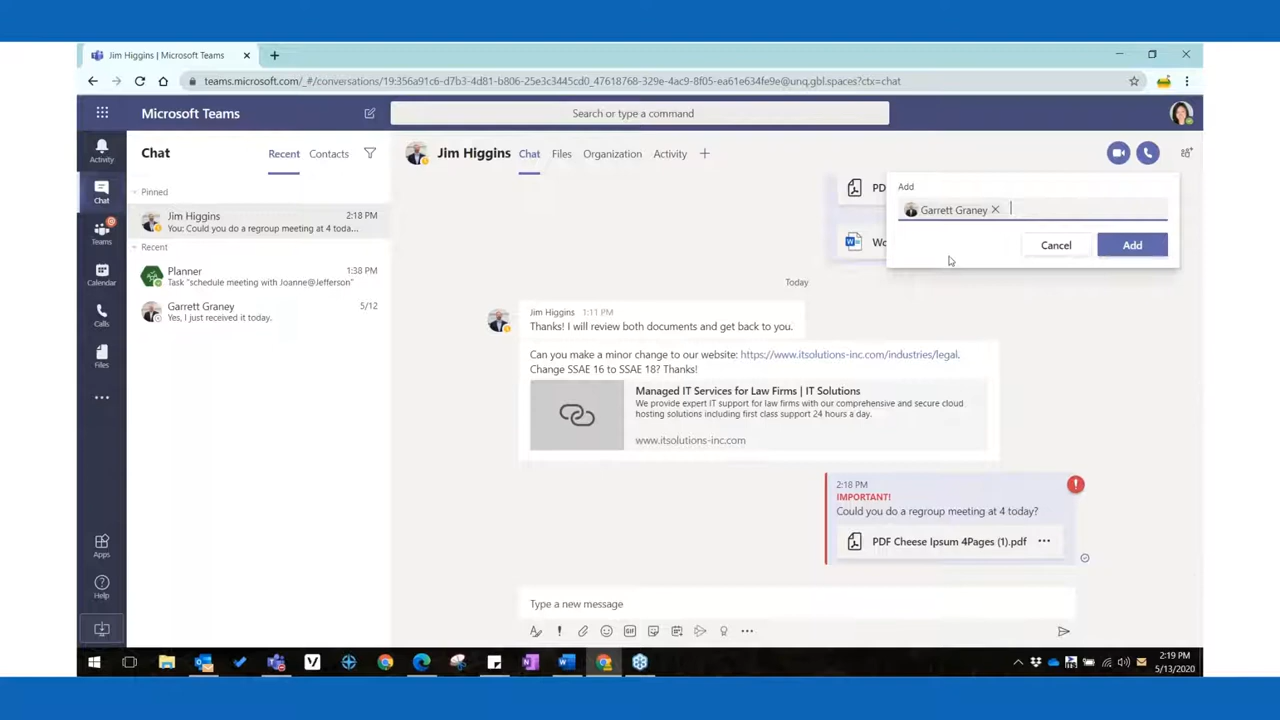 Jim Higgins | Microsoft Teams
teams.microsoft.com/_#/conversations/19:356a91c6-d7b3-4d81-b806-25e3c3445cd0_47618768-329e-4ac9-8f05-ea61e634fe9e@unq.gbl.spaces?ctx=chat
Microsoft Teams
Search or type a command
Activity
Chat
Teams
Calendar
Calls
Files
Apps
Help
Chat
Recent Contacts
Pinned
Jim Higgins 2:18 PM
You: Could you do a regroup meeting at 4 toda...
Recent
Planner 1:38 PM
Task "schedule meeting with Joanne@Jefferson"
Garrett Graney 5/12
Yes, I just received it today.
Jim Higgins Chat Files Organization Activity
PD
Wo
Add
Garrett Graney
Cancel Add
Today
Jim Higgins 1:11 PM
Thanks! I will review both documents and get back to you.
Can you make a minor change to our website: https://www.itsolutions-inc.com/industries/legal.
Change SSAE 16 to SSAE 18? Thanks!
Managed IT Services for Law Firms | IT Solutions
We provide expert IT support for law firms with our comprehensive and secure cloud
hosting solutions including first class support 24 hours a day.
www.itsolutions-inc.com
2:18 PM
IMPORTANT!
Could you do a regroup meeting at 4 today?
PDF Cheese Ipsum 4Pages (1).pdf
Type a new message
GIF
2:19 PM
5/13/2020